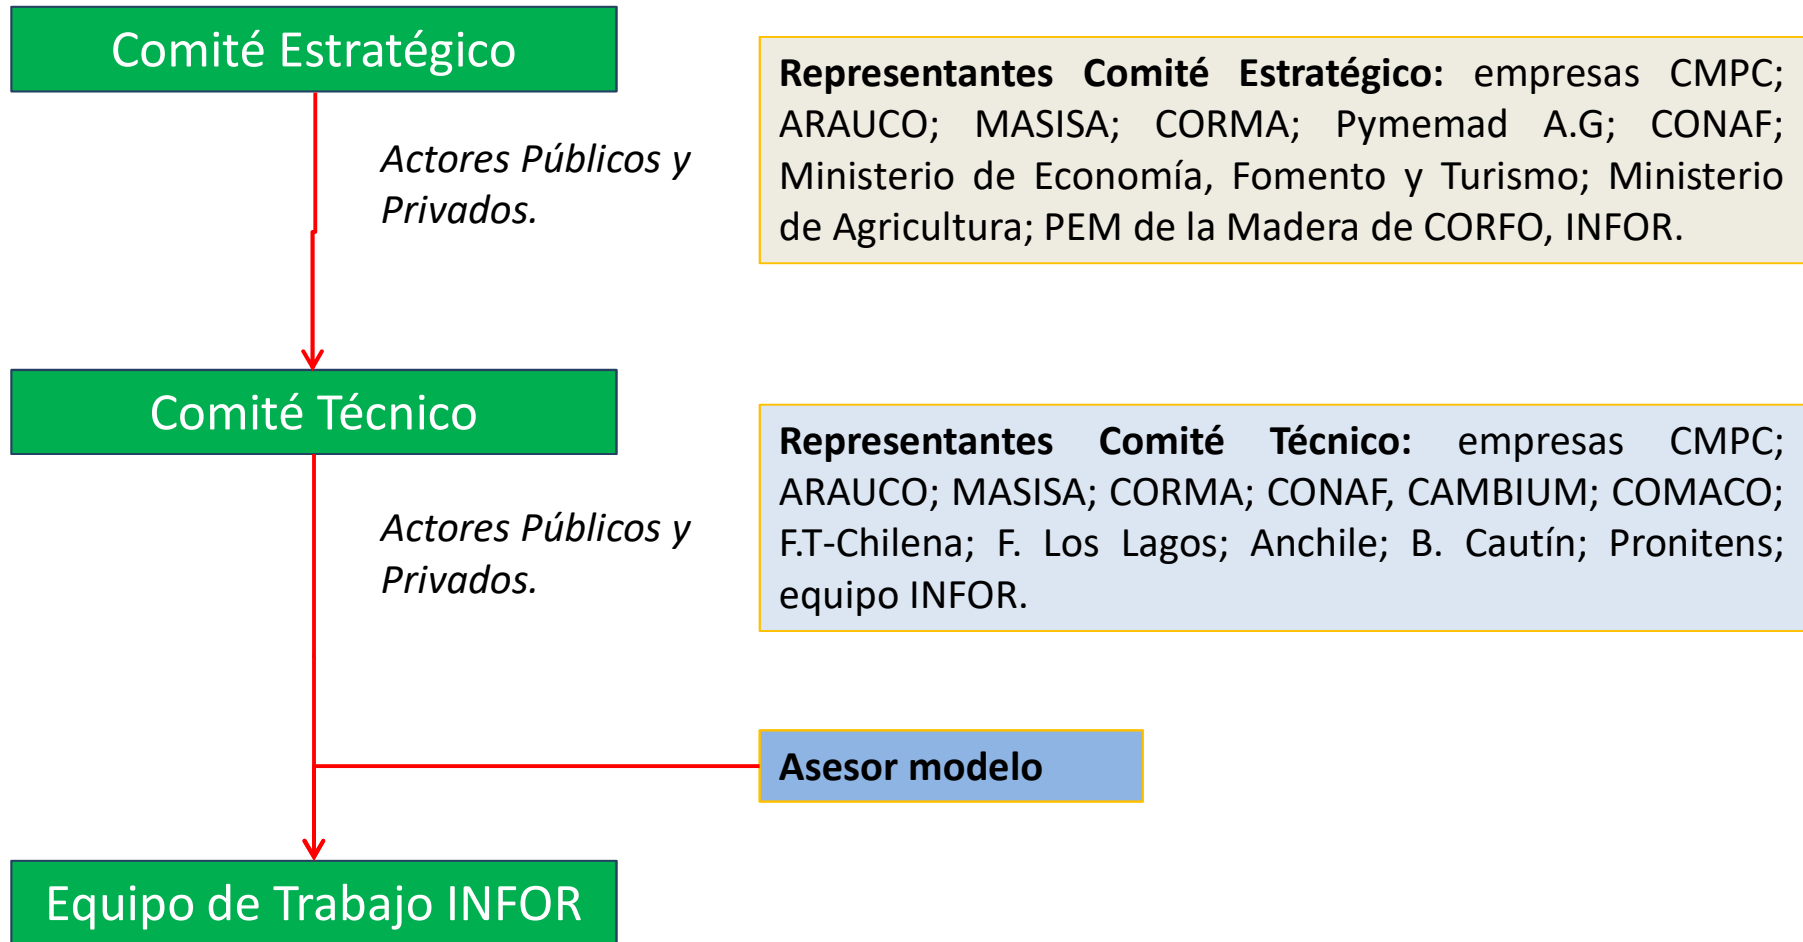 Comité Estratégico
Representantes Comité Estratégico: empresas CMPC;
ARAUCO; MASISA; CORMA; Pymemad A.G; CONAF;
Ministerio de Economía, Fomento y Turismo; Ministerio
de Agricultura; PEM de la Madera de CORFO, INFOR.
Actores Públicos y
Privados.
Comité Técnico
Representantes Comité Técnico: empresas CMPC;
ARAUCO; MASISA; CORMA; CONAF, CAMBIUM; COMACO;
F.T-Chilena; F. Los Lagos; Anchile; B. Cautín; Pronitens;
equipo INFOR.
Actores Públicos y
Privados.
Asesor modelo
Equipo de Trabajo INFOR